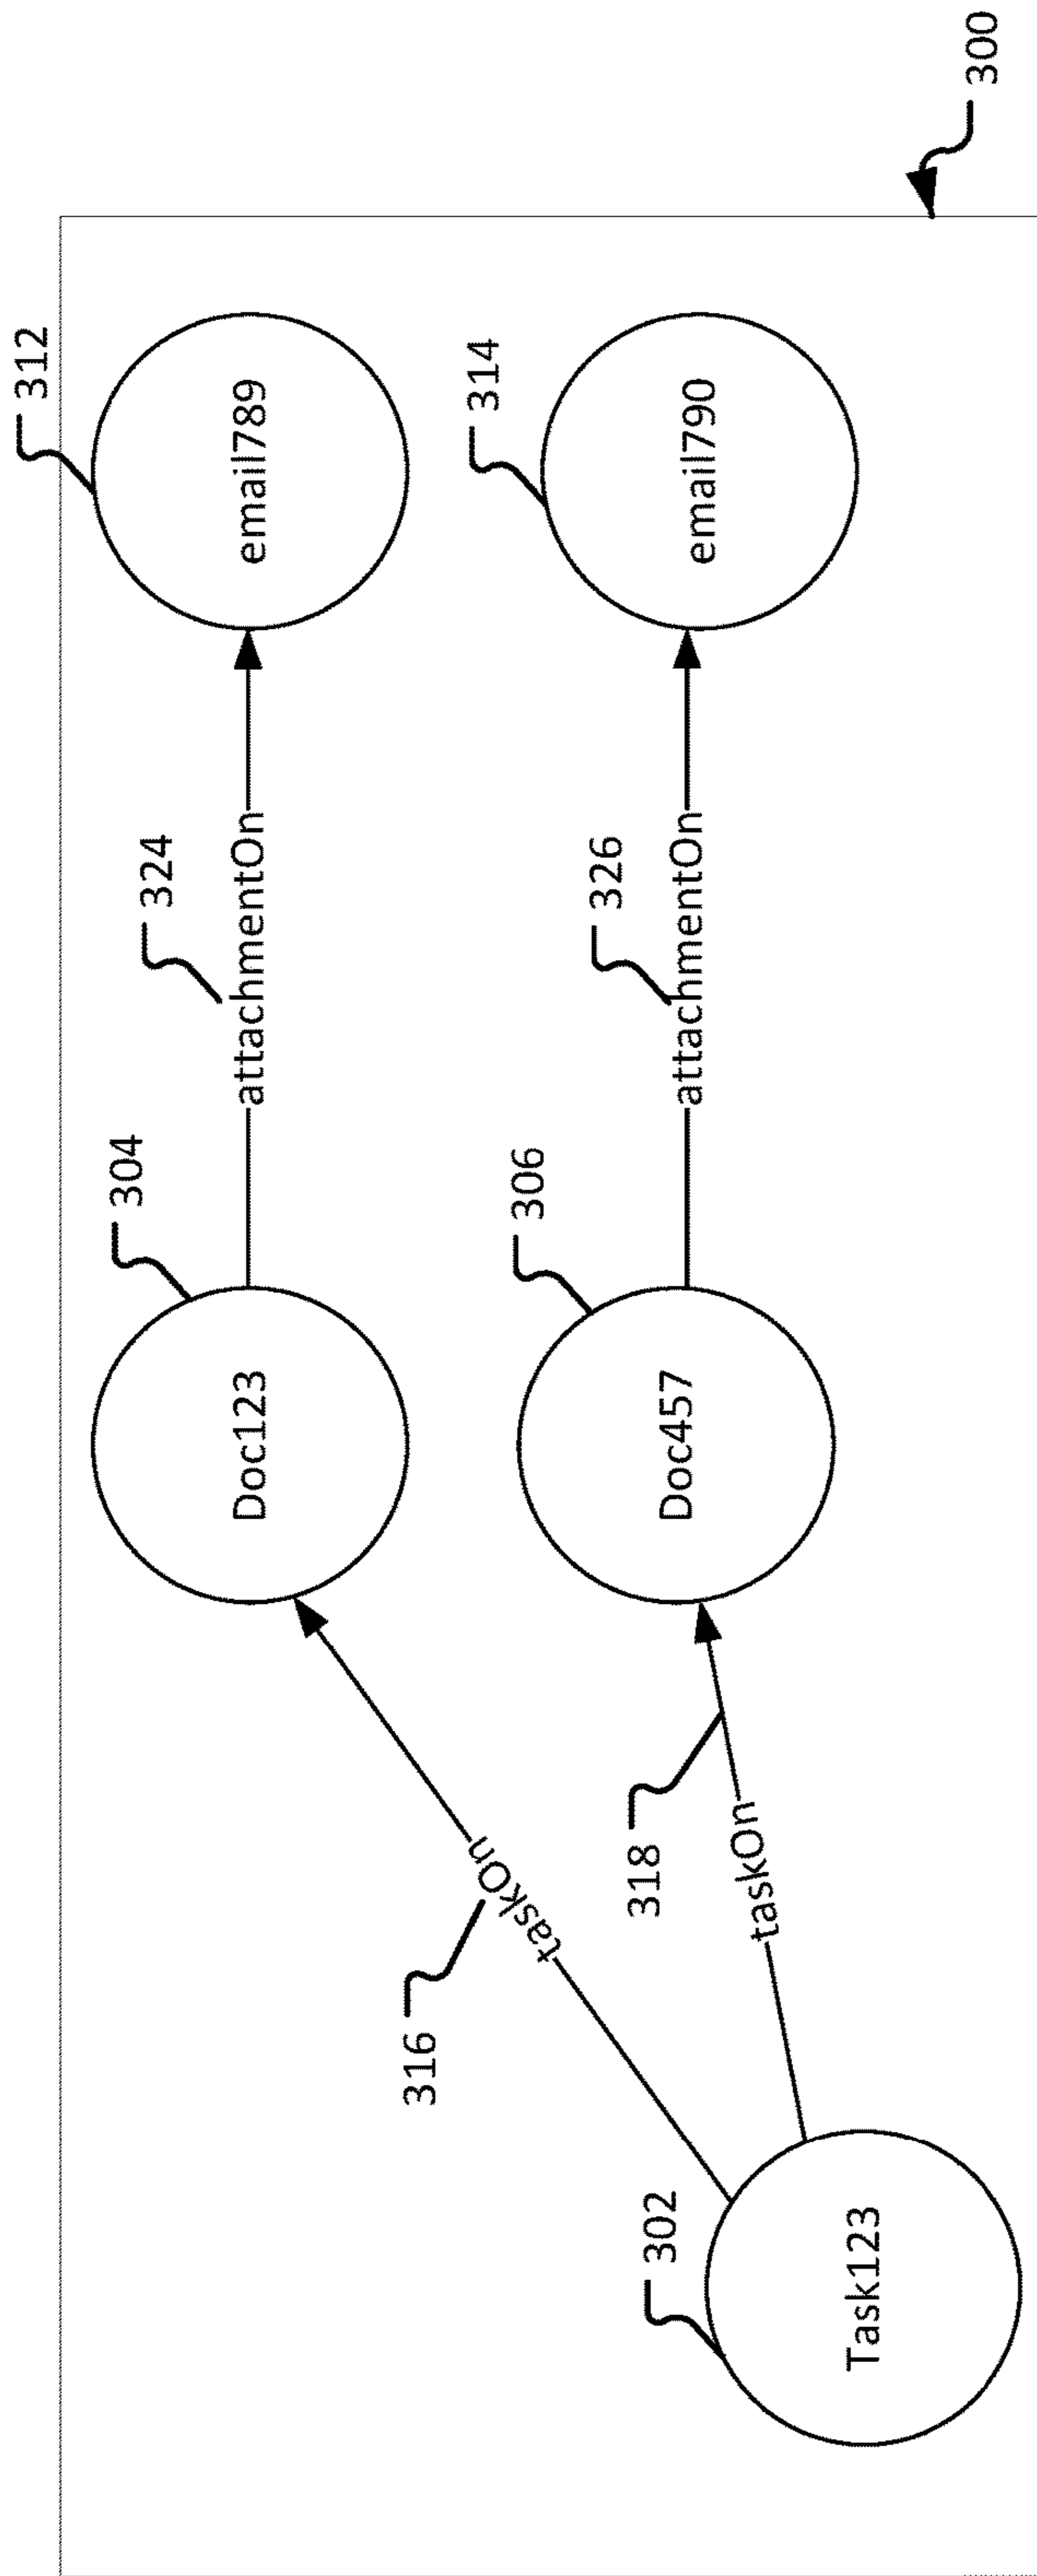 300
312
email789
324
attachmentOn
304
Doc123
314
email790
326
attachmentOn
306
Doc457
316
taskOn
318
taskOn
302
Task123